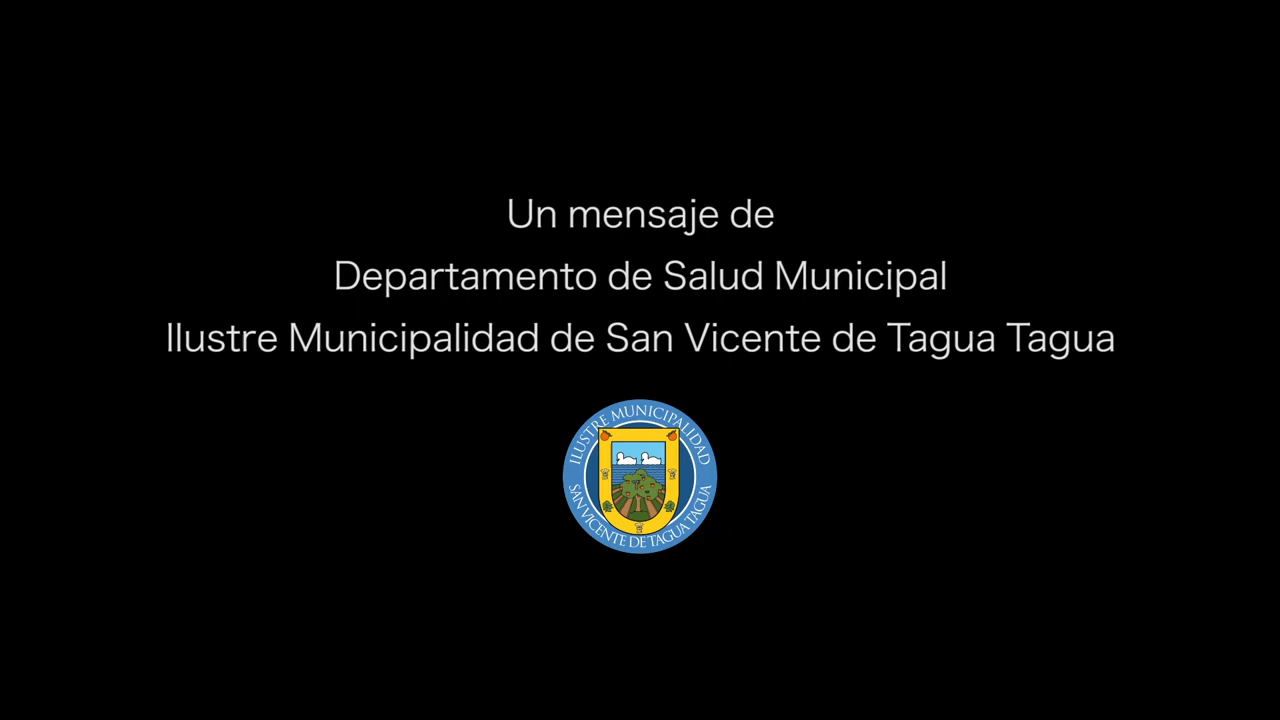 Un mensaje de
Departamento de Salud Municipal
Ilustre Municipalidad de San Vicente de Tagua Tagua
ILUSTRE MUNICIPALIDAD
SAN VICENTE DE TAGUA TAGUA